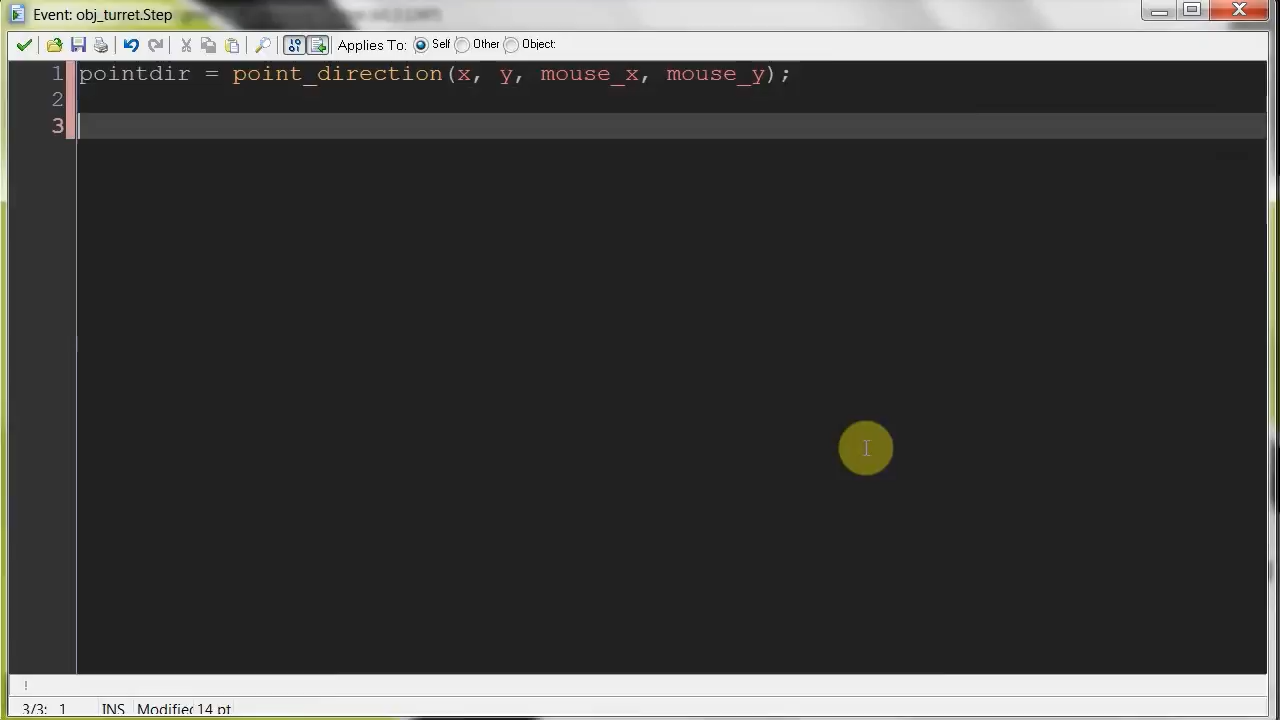 Event: obj_turret.Step
Applies To: Self Other Object:
1 pointdir = point_direction(x, y, mouse_x, mouse_y);
2
3
!
3/3: 1 INS Modified 14 pt